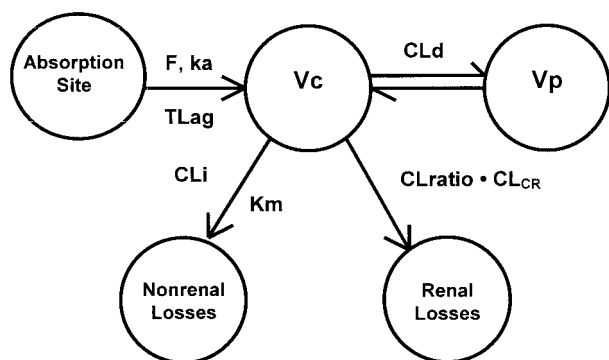 Absorption
Site
F, ka
TLag
Vc
CLd
Vp
CLi
Km
CLratio • CLCR
Nonrenal
Losses
Renal
Losses